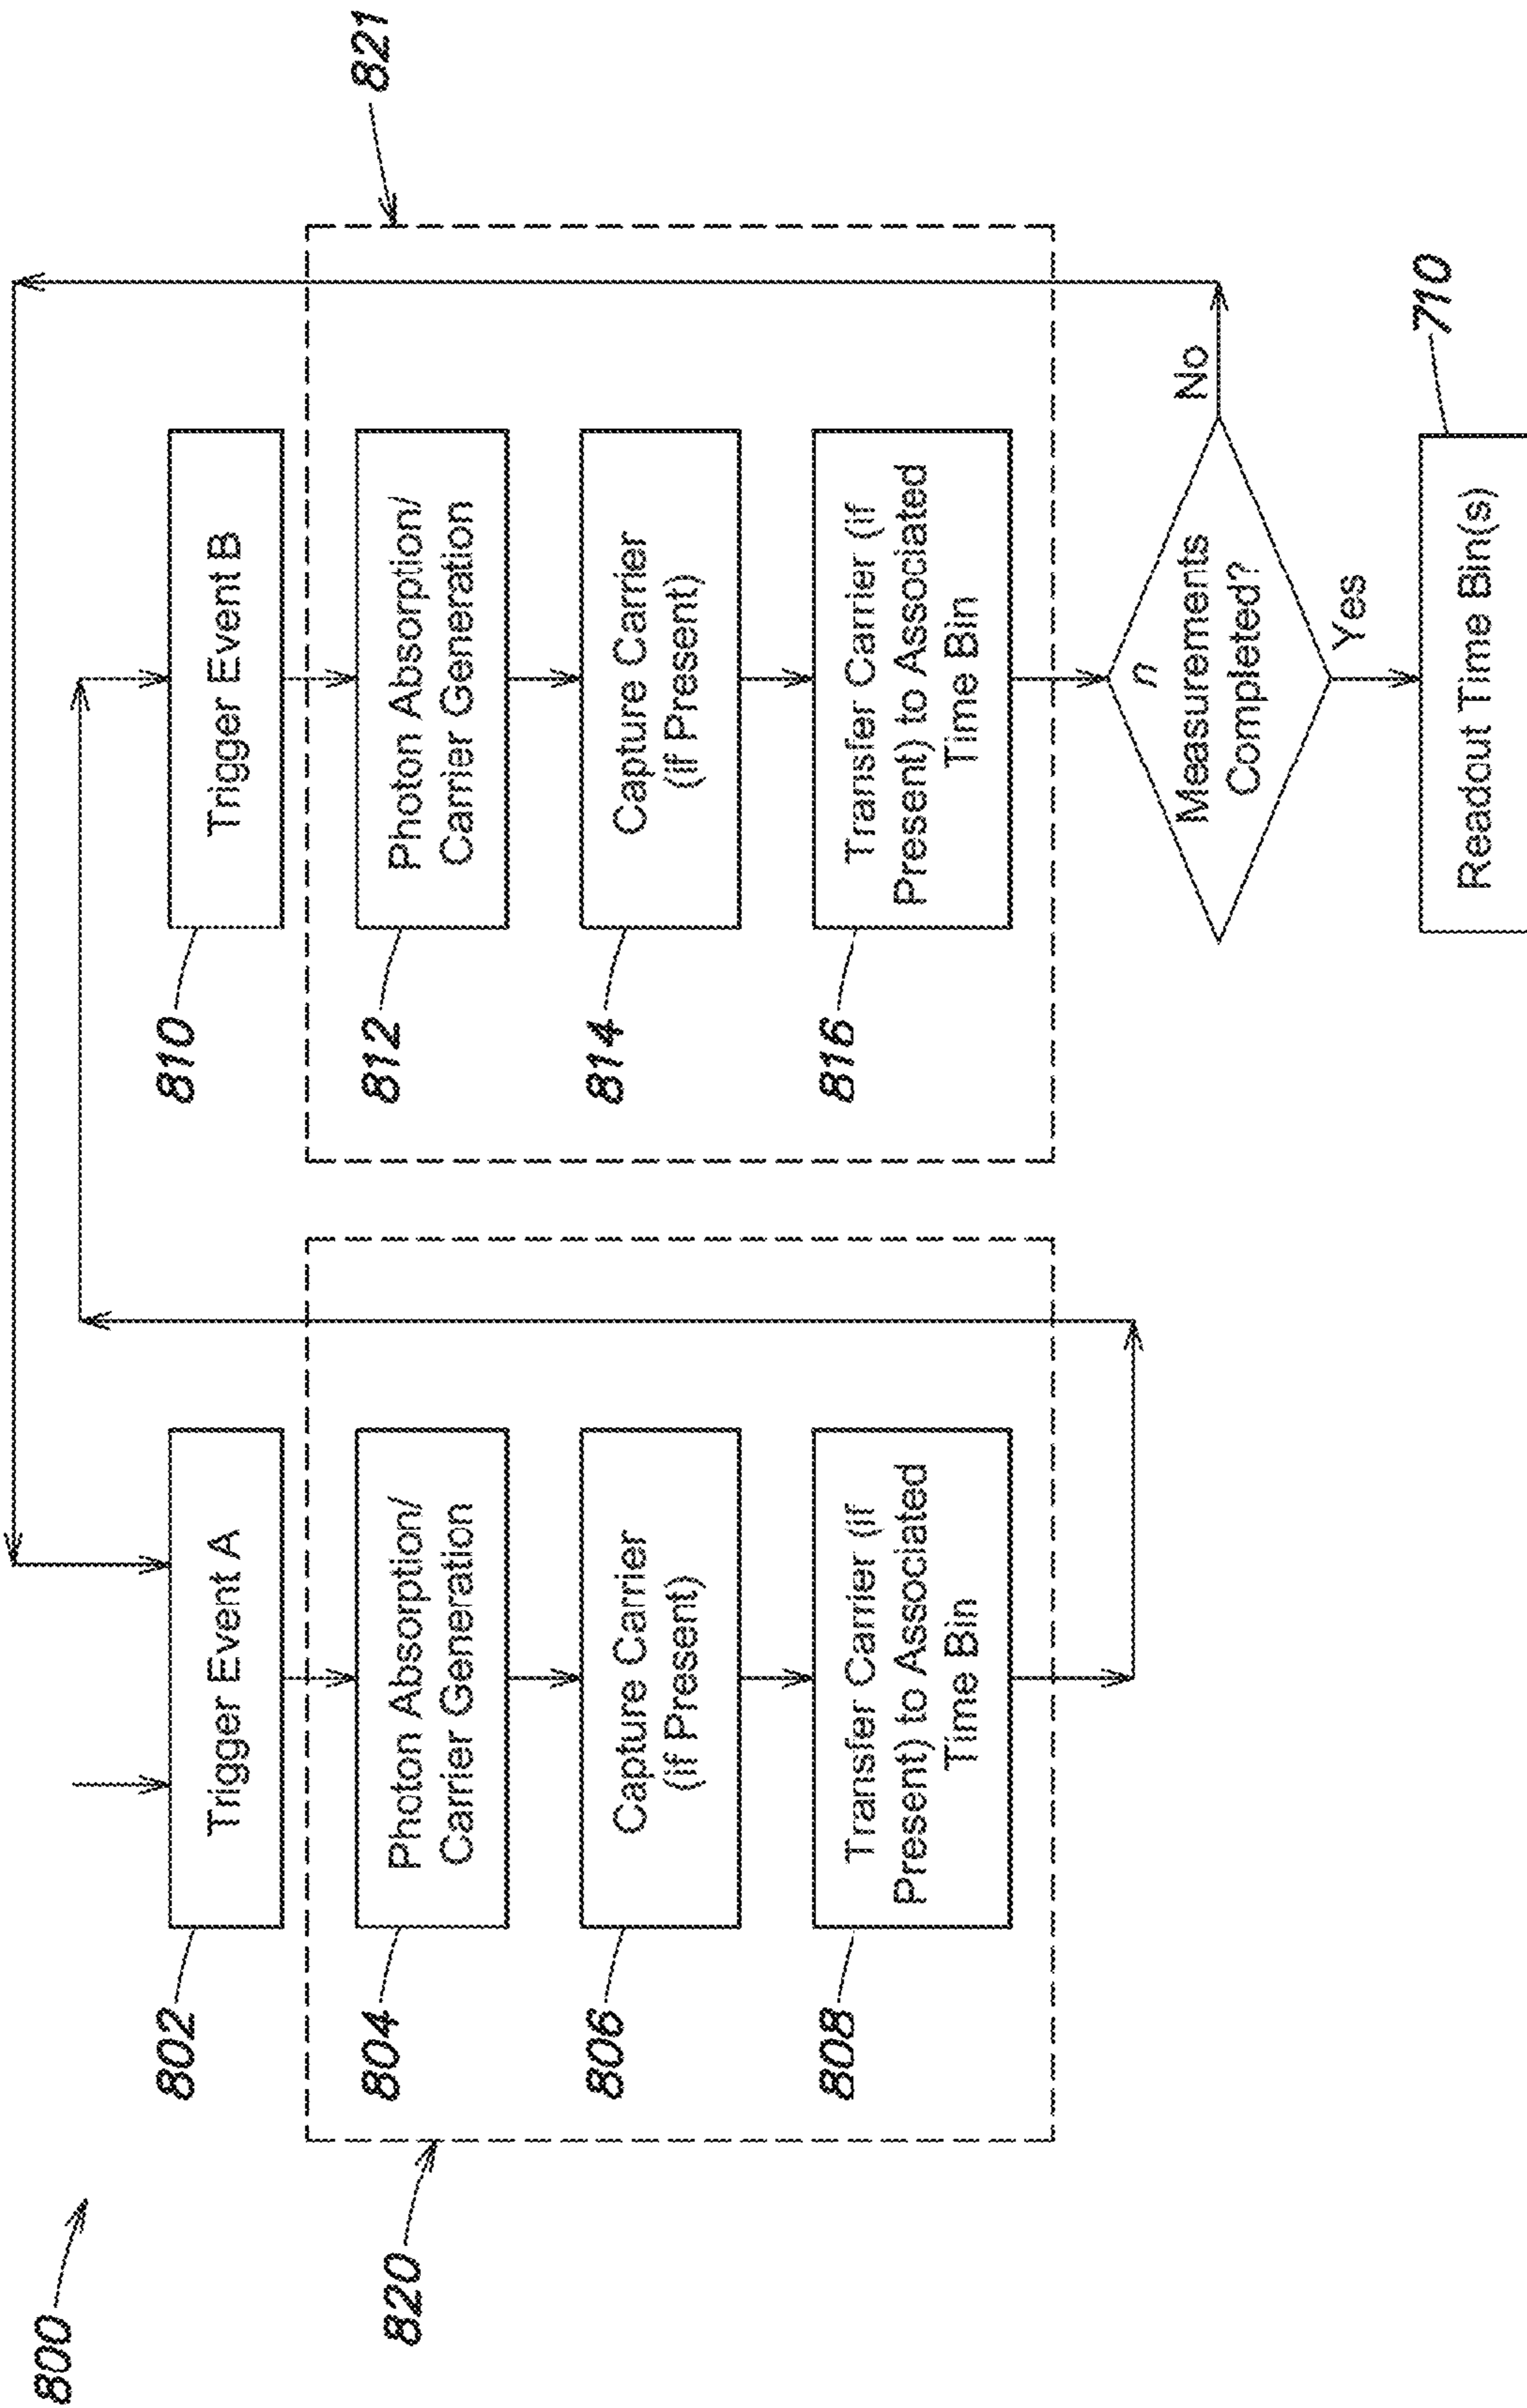 800
802
Trigger Event A
820
804
Photon Absorption/
Carrier Generation
806
Capture Carrier
(if Present)
808
Transfer Carrier (if
Present) to Associated
Time Bin
810
Trigger Event B
821
812
Photon Absorption/
Carrier Generation
814
Capture Carrier
(if Present)
816
Transfer Carrier (if
Present) to Associated
Time Bin
n
Measurements
Completed?
No
Yes
710
Readout Time Bin(s)